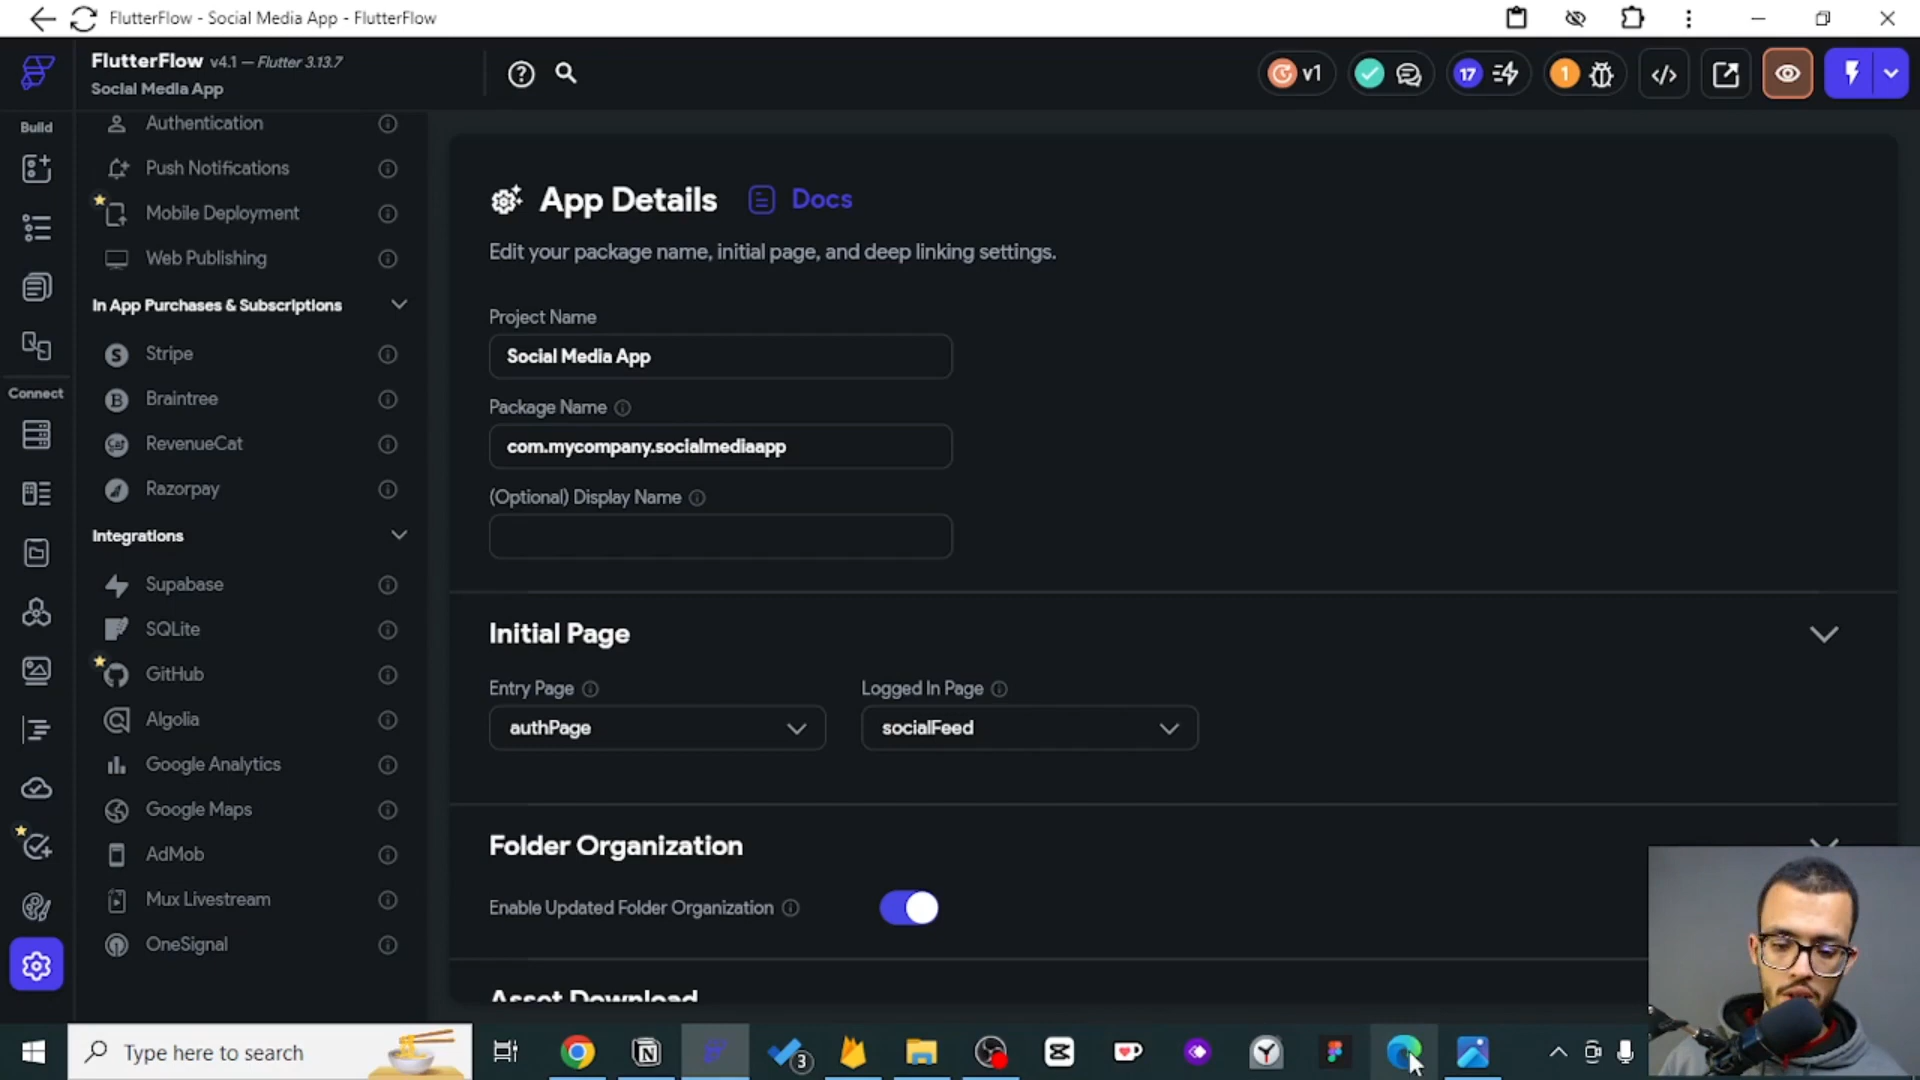 FlutterFlow - Social Media App - FlutterFlow
FlutterFlow v4.1 — Flutter 3.13.7
Social Media App
v1
17
1
Build
Connect
Authentication
Push Notifications
Mobile Deployment
Web Publishing
In App Purchases & Subscriptions
Stripe
Braintree
RevenueCat
Razorpay
Integrations
Supabase
SQLite
GitHub
Algolia
Google Analytics
Google Maps
AdMob
Mux Livestream
OneSignal
App Details
Docs
Edit your package name, initial page, and deep linking settings.
Project Name
Social Media App
Package Name
com.mycompany.socialmediaapp
(Optional) Display Name
Initial Page
Entry Page
Logged In Page
authPage
socialFeed
Folder Organization
Enable Updated Folder Organization
Asset Download
Type here to search
3